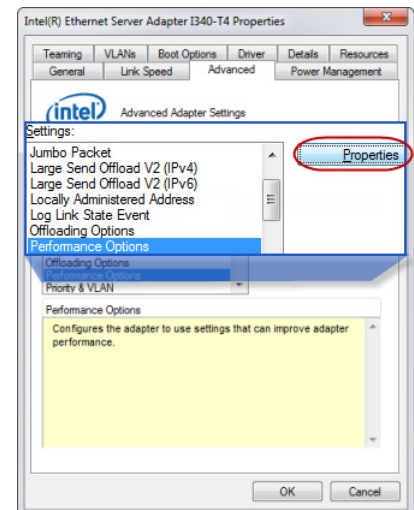 Intel(R) Ethernet Server Adapter I340-T4 Properties
Teaming VLANs Boot Options Driver Details Resources
General Link Speed Advanced Power Management
(intel) Advanced Adapter Settings
Settings:
Jumbo Packet
Properties
Large Send Offload V2 (IPv4)
Large Send Offload V2 (IPv6)
Locally Administered Address
Log Link State Event
Offloading Options
Performance Options
Offloading Options
Performance Options
Priority & VLAN
Performance Options
Configures the adapter to use settings that can improve adapter
performance.
OK Cancel